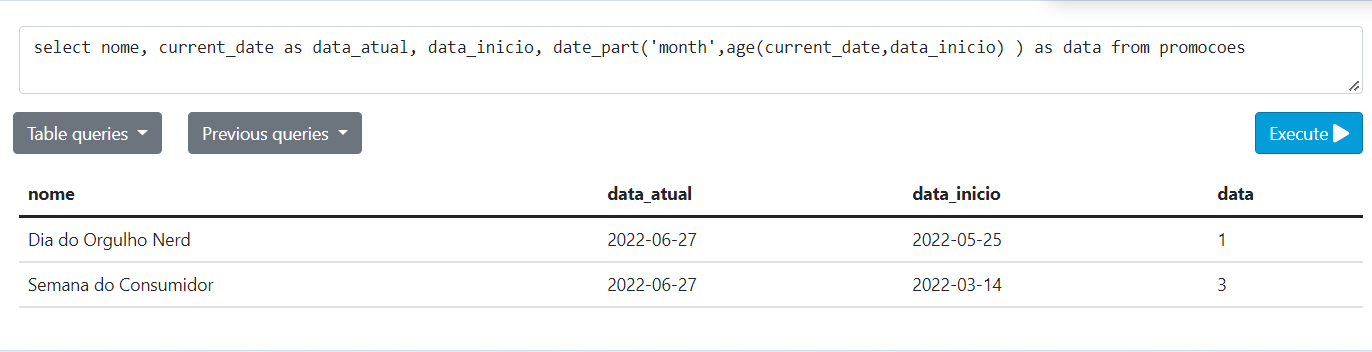 select nome, current_date as data_atual, data_inicio, date_part('month',age(current_date,data_inicio) ) as data from promocoes
Table queries Previous queries Execute
nome data_atual data_inicio data
Dia do Orgulho Nerd 2022-06-27 2022-05-25 1
Semana do Consumidor 2022-06-27 2022-03-14 3